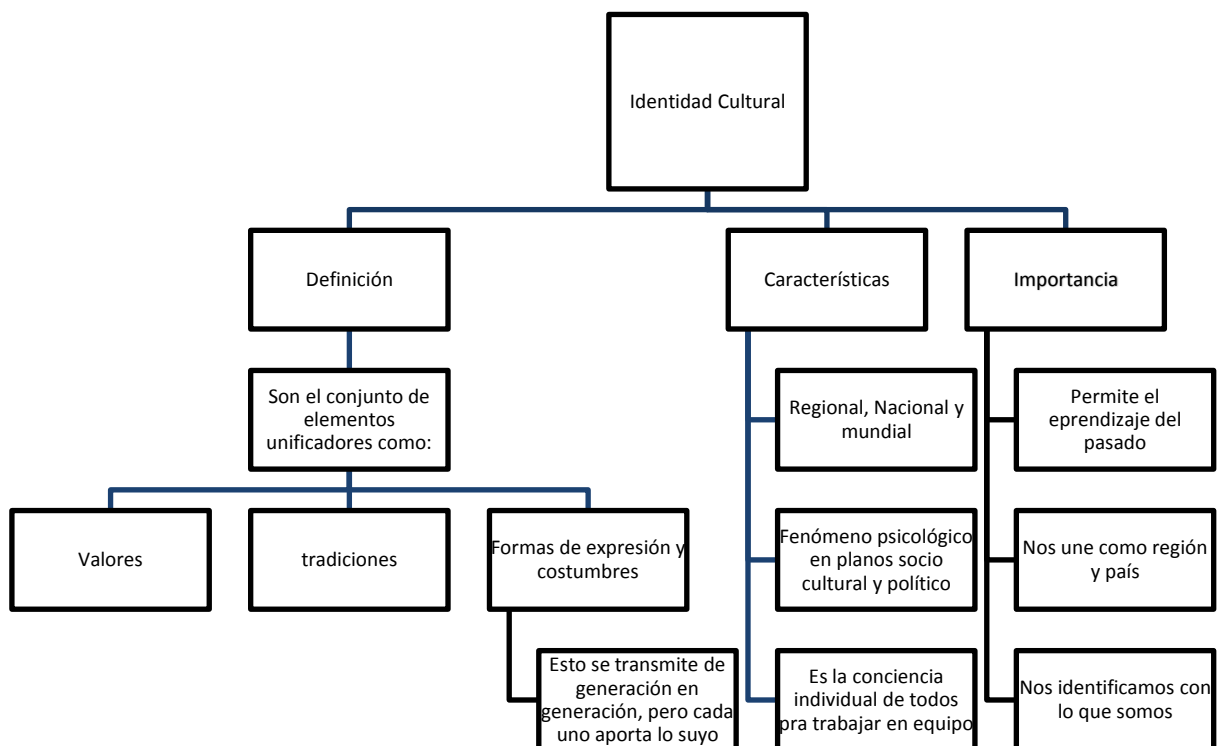 Identidad Cultural
Definición
Característícas
Importancia
Son el conjunto de
elementos
unificadores como:
Valores
tradiciones
Formas de expresión y
costumbres
Esto se transmite de
generación en
generación, pero cada
uno aporta lo suyo
Regional, Nacional y
mundial
Fenómeno psicológico
en planos socio
cultural y político
Es la conciencia
individual de todos
pra trabajar en equipo
Permite el
eprendizaje del
pasado
Nos une como región
y país
Nos identificamos con
lo que somos